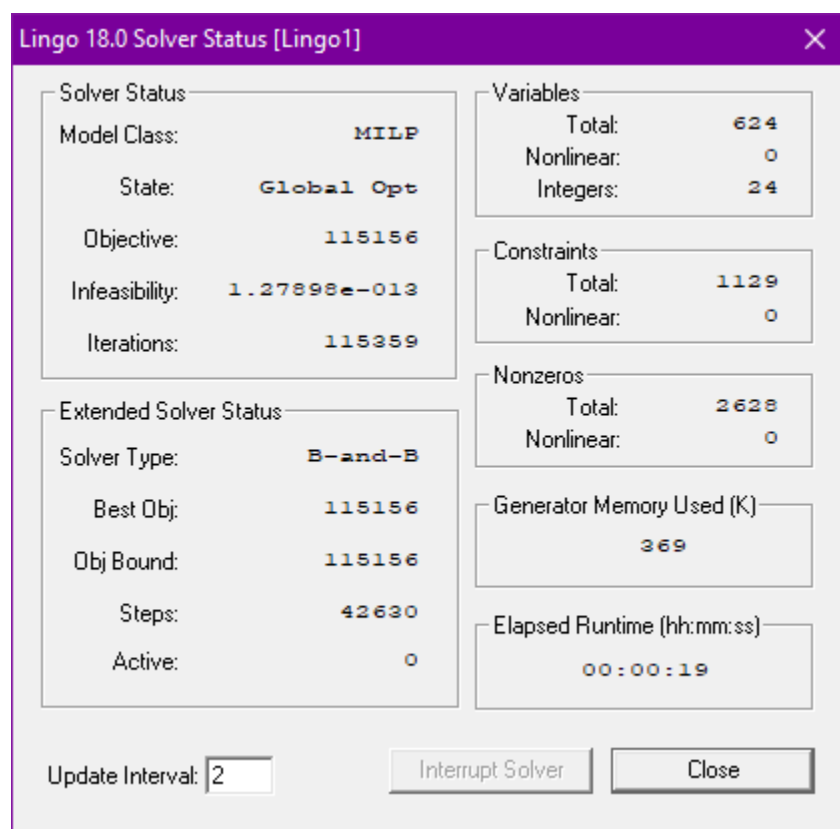 Lingo 18.0 Solver Status [Lingo1]
Solver Status
Model Class: MILP
State: Global Opt
Objective: 115156
Infeasibility: 1.27898e-013
Iterations: 115359
Extended Solver Status
Solver Type: B-and-B
Best Obj: 115156
Obj Bound: 115156
Steps: 42630
Active: 0
Variables
Total: 624
Nonlinear: 0
Integers: 24
Constraints
Total: 1129
Nonlinear: 0
Nonzeros
Total: 2628
Nonlinear: 0
Generator Memory Used (K)
369
Elapsed Runtime (hh:mm:ss)
00:00:19
Update Interval: 2
Interrupt Solver
Close